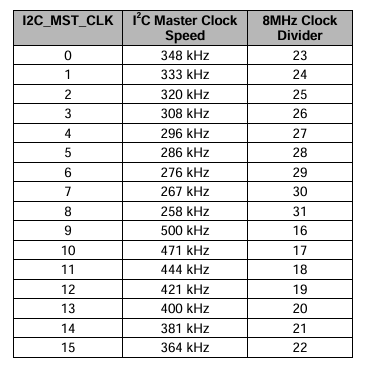 I2C_MST_CLK I²C Master Clock Speed 8MHz Clock Divider
0 348 kHz 23
1 333 kHz 24
2 320 kHz 25
3 308 kHz 26
4 296 kHz 27
5 286 kHz 28
6 276 kHz 29
7 267 kHz 30
8 258 kHz 31
9 500 kHz 16
10 471 kHz 17
11 444 kHz 18
12 421 kHz 19
13 400 kHz 20
14 381 kHz 21
15 364 kHz 22